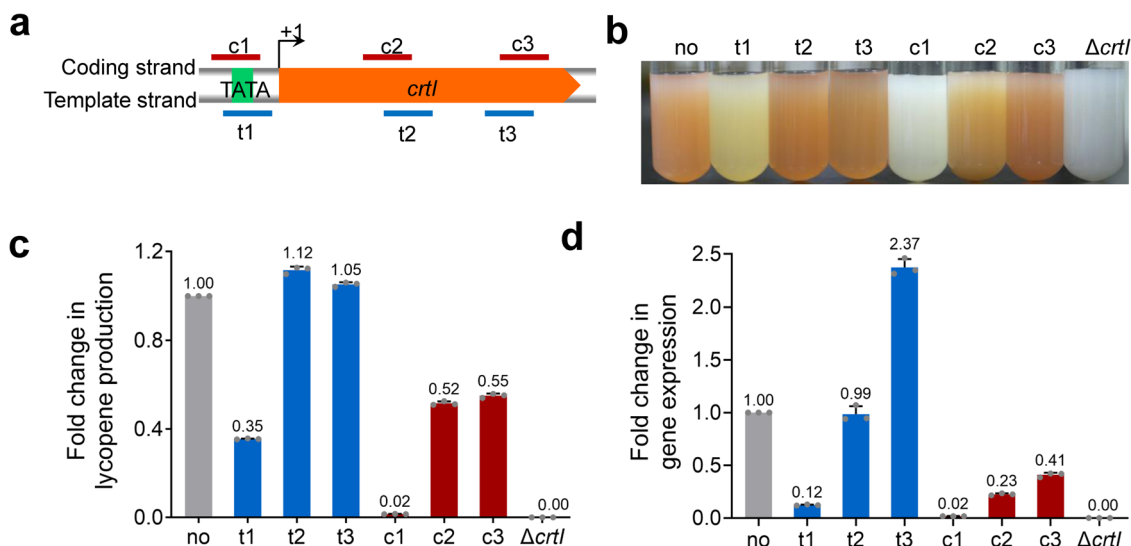 a
c1
+1
c2
c3
Coding strand
TATA
crtI
Template strand
t1
t2
t3
b
no t1 t2 t3 c1 c2 c3 ΔcrtI
c
Fold change in
lycopene production
1.2
0.8
0.4
0.0
1.00
0.35
1.12
1.05
0.02
0.52
0.55
0.00
no t1 t2 t3 c1 c2 c3 ΔcrtI
d
Fold change in
gene expression
2.5
2.0
1.5
1.0
0.5
0.0
1.00
0.12
0.99
2.37
0.02
0.23
0.41
0.00
no t1 t2 t3 c1 c2 c3 ΔcrtI